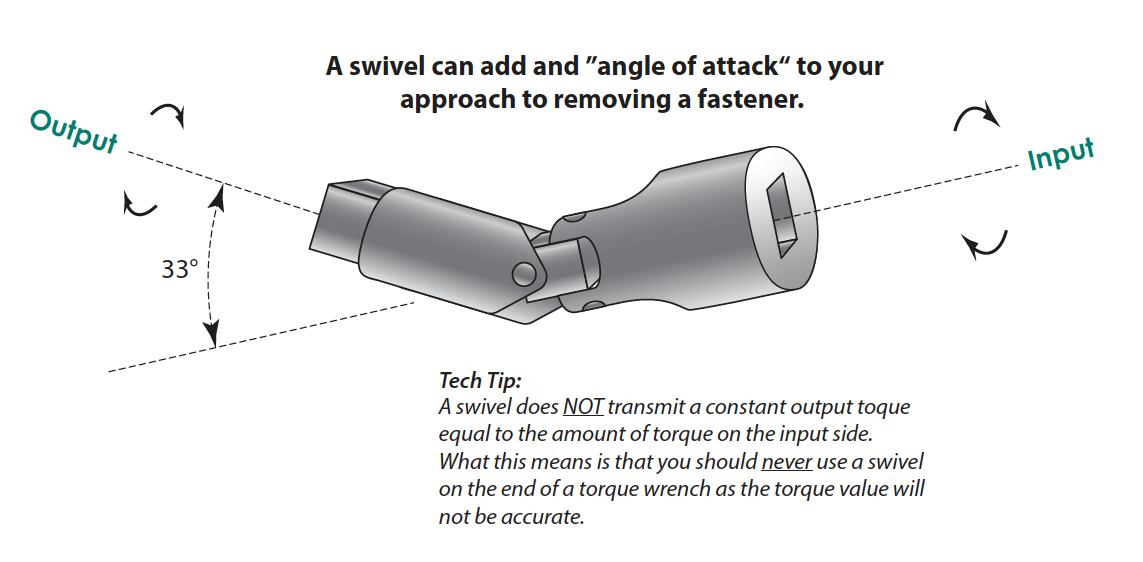 A swivel can add and ”angle of attack“ to your
approach to removing a fastener.
Output
Input
33°
Tech Tip:
A swivel does NOT transmit a constant output toque
equal to the amount of torque on the input side.
What this means is that you should never use a swivel
on the end of a torque wrench as the torque value will
not be accurate.